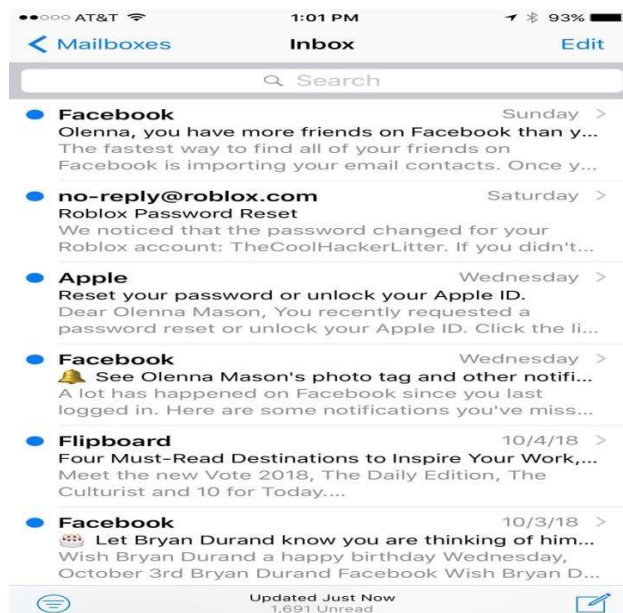 AT&T 1:01 PM 93%
Mailboxes Inbox Edit
Search
Facebook Sunday
Olenna, you have more friends on Facebook than y...
The fastest way to find all of your friends on
Facebook is importing your email contacts. Once y...
no-reply@roblox.com Saturday
Roblox Password Reset
We noticed that the password changed for your
Roblox account: TheCoolHackerLitter. If you didn't...
Apple Wednesday
Reset your password or unlock your Apple ID.
Dear Olenna Mason, You recently requested a
password reset or unlock your Apple ID. Click the li...
Facebook Wednesday
🔔 See Olenna Mason's photo tag and other notifi...
A lot has happened on Facebook since you last
logged in. Here are some notifications you've miss...
Flipboard 10/4/18
Four Must-Read Destinations to Inspire Your Work,...
Meet the new Vote 2018, The Daily Edition, The
Culturist and 10 for Today....
Facebook 10/3/18
🎂 Let Bryan Durand know you are thinking of him...
Wish Bryan Durand a happy birthday Wednesday,
October 3rd Bryan Durand Facebook Wish Bryan D...
Updated Just Now
1,691 Unread